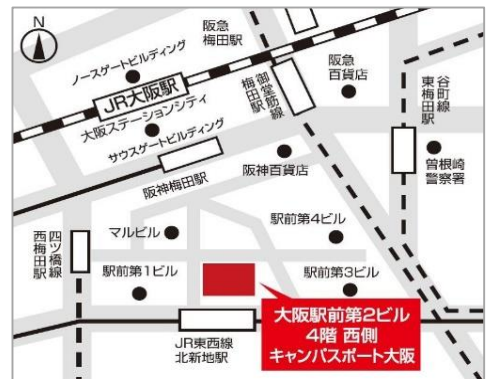 N
阪急
梅田駅
ノースゲートビルディング
JR大阪駅
大阪ステーションシティ
サウスゲートビルディング
御堂筋線
梅田駅
阪急
百貨店
谷町線
東梅田駅
阪神梅田駅
阪神百貨店
曽根崎
警察署
四ツ橋線
西梅田駅
マルビル
駅前第4ビル
駅前第1ビル
駅前第3ビル
JR東西線
北新地駅
大阪駅前第2ビル
4階 西側
キャンパスポート大阪